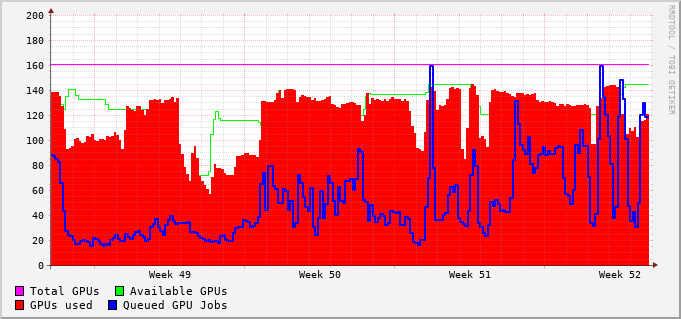 200
180
160
140
120
100
80
60
40
20
0
Week 49 Week 50 Week 51 Week 52
Total GPUs Available GPUs
GPUs used Queued GPU Jobs
RRDTOOL / TOBI OETIKER